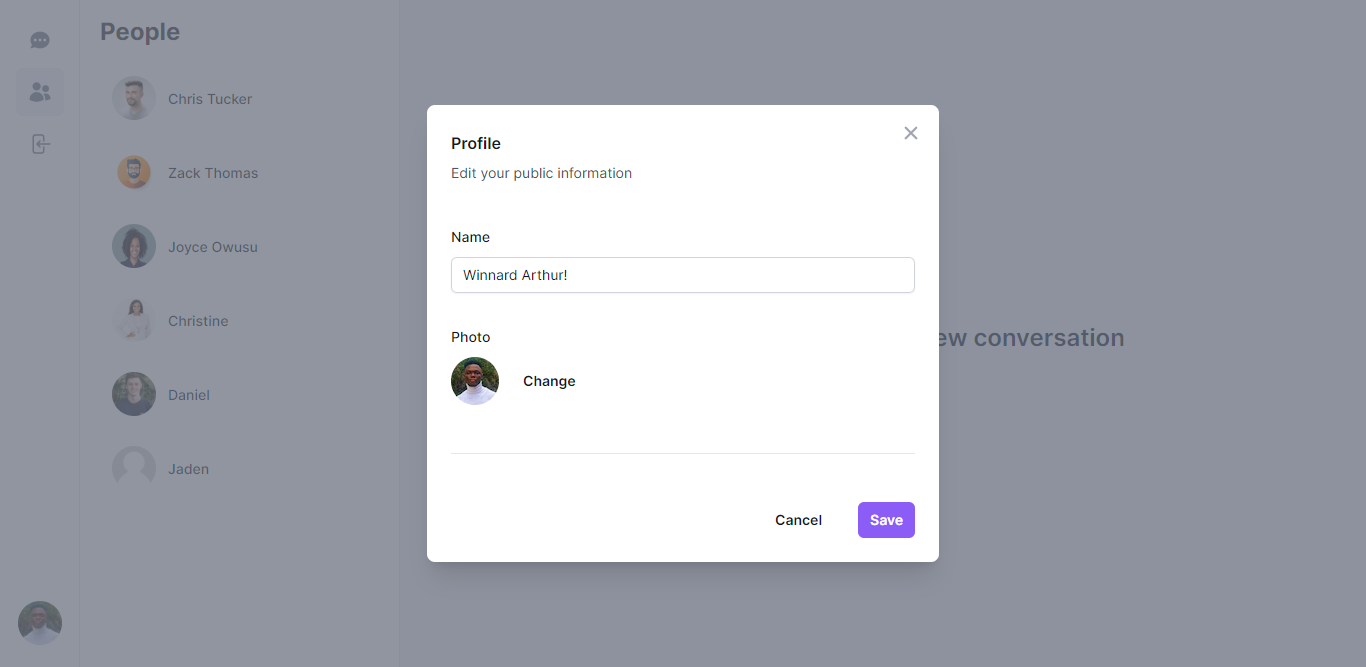 People
Chris Tucker
Zack Thomas
Joyce Owusu
Christine
Daniel
Jaden
Profile
Edit your public information
Name
Winnard Arthur!
Photo
Change
Cancel
Save
conversation